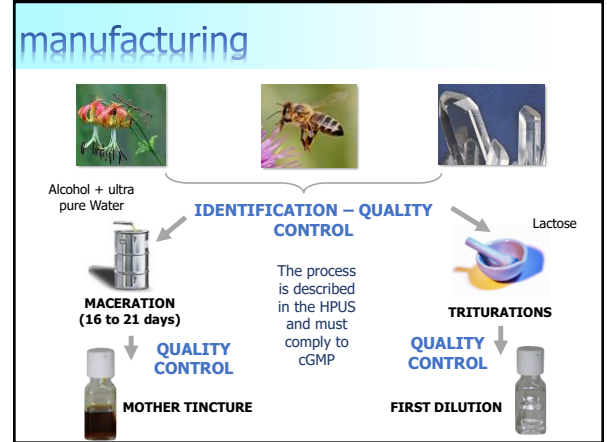 manufacturing
Alcohol + ultra
pure Water
IDENTIFICATION – QUALITY
CONTROL
Lactose
The process
is described
in the HPUS
and must
comply to
cGMP
MACERATION
(16 to 21 days)
TRITURATIONS
QUALITY
CONTROL
QUALITY
CONTROL
MOTHER TINCTURE
FIRST DILUTION